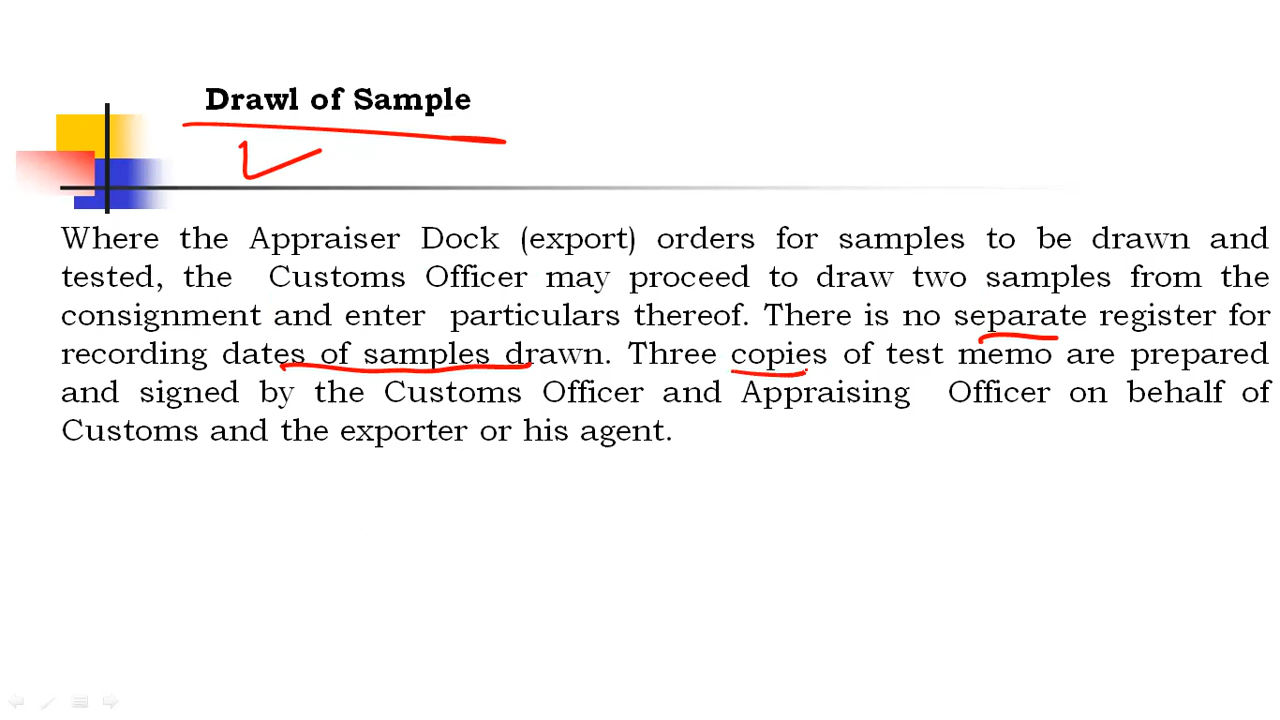 Drawl of Sample
Where the Appraiser Dock (export) orders for samples to be drawn and
tested, the Customs Officer may proceed to draw two samples from the
consignment and enter particulars thereof. There is no separate register for
recording dates of samples drawn. Three copies of test memo are prepared
and signed by the Customs Officer and Appraising Officer on behalf of
Customs and the exporter or his agent.